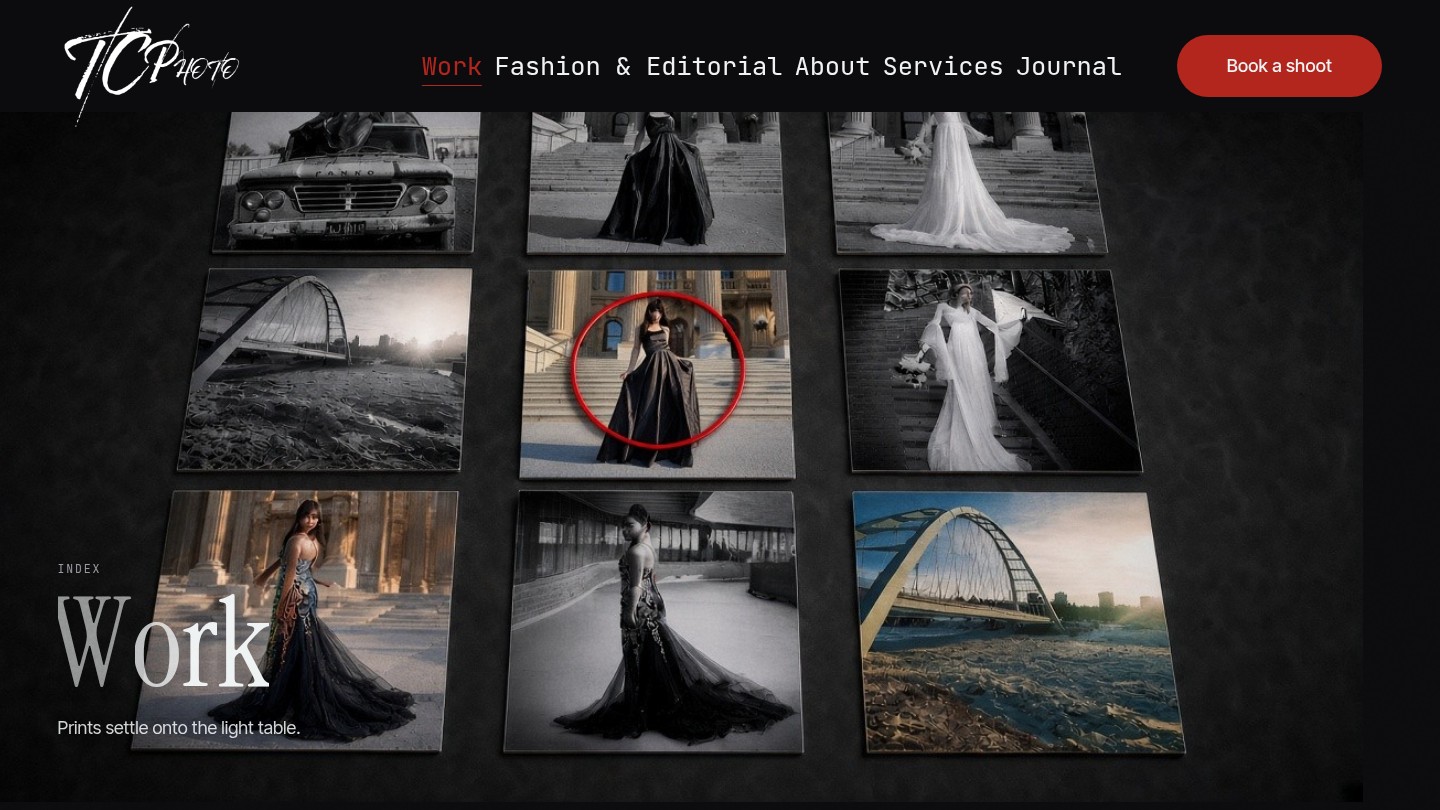 TCPhoto
Work Fashion & Editorial About Services Journal
Book a shoot
INDEX
Work
Prints settle onto the light table.